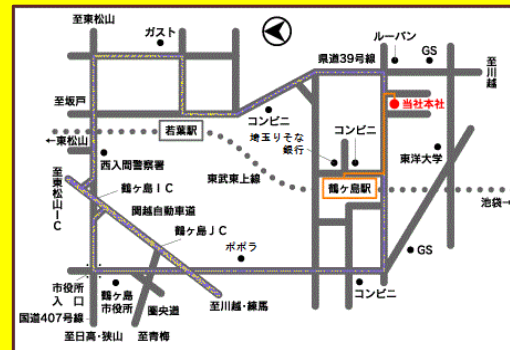 至東松山
ガスト
ルーパン
GS
県道39号線
至川越
至坂戸
コンビニ
当社本社
若葉駅
←東松山
埼玉りそな
銀行
コンビニ
東洋大学
西入間警察署
東武東上線
至東松山IC
鶴ヶ島IC
鶴ヶ島駅
池袋→
関越自動車道
鶴ヶ島JC
ポポラ
GS
市役所
入口
鶴ヶ島
市役所
圏央道
至川越・練馬
コンビニ
国道407号線
至日高・狭山
至青梅